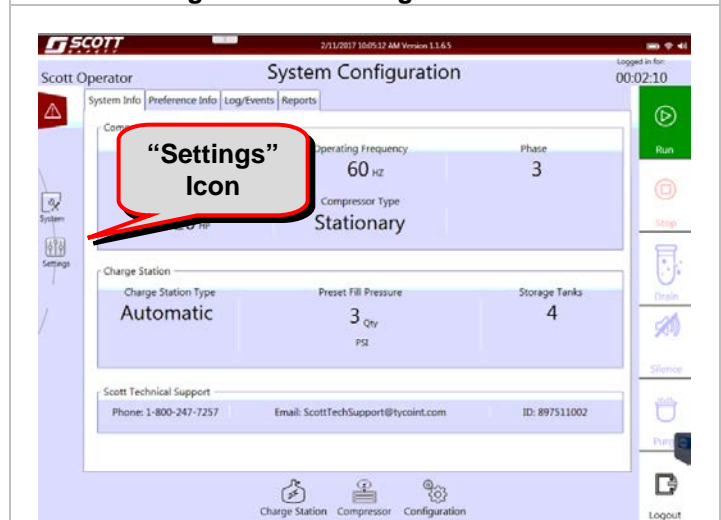 SCOTT
SAFETY
2/11/2017 10:05:12 AM Version 1.1.6.5
Scott Operator
System Configuration
Logged in for:
00:02:10
System Info Preference Info Log/Events Reports
“Settings”
Icon
Operating Frequency
Phase
60 HZ
3
Compressor Type
Stationary
HP
Charge Station
Charge Station Type
Preset Fill Pressure
Storage Tanks
Automatic
3 Qty
4
PSI
Scott Technical Support
Phone: 1-800-247-7257
Email: ScottTechSupport@tycoint.com
ID: 897511002
System
Settings
Run
Stop
Drain
Silence
Logout
Charge Station Compressor Configuration